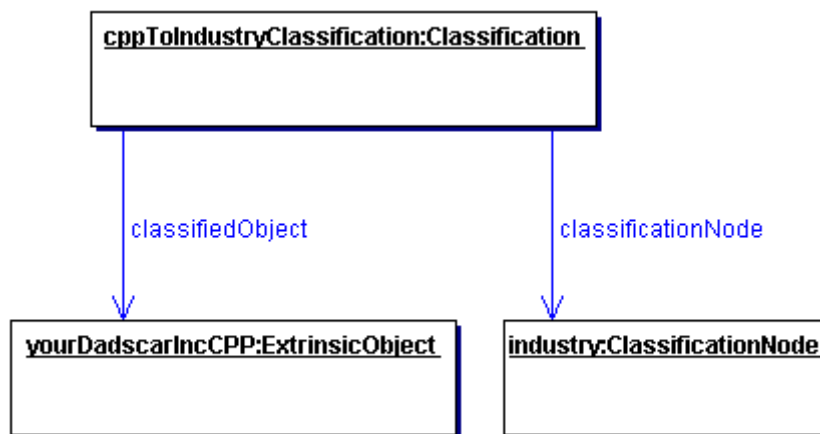 cppToIndustryClassification:Classification
classifiedObject
classificationNode
yourDadscarIncCPP:ExtrinsicObject
industry:ClassificationNode